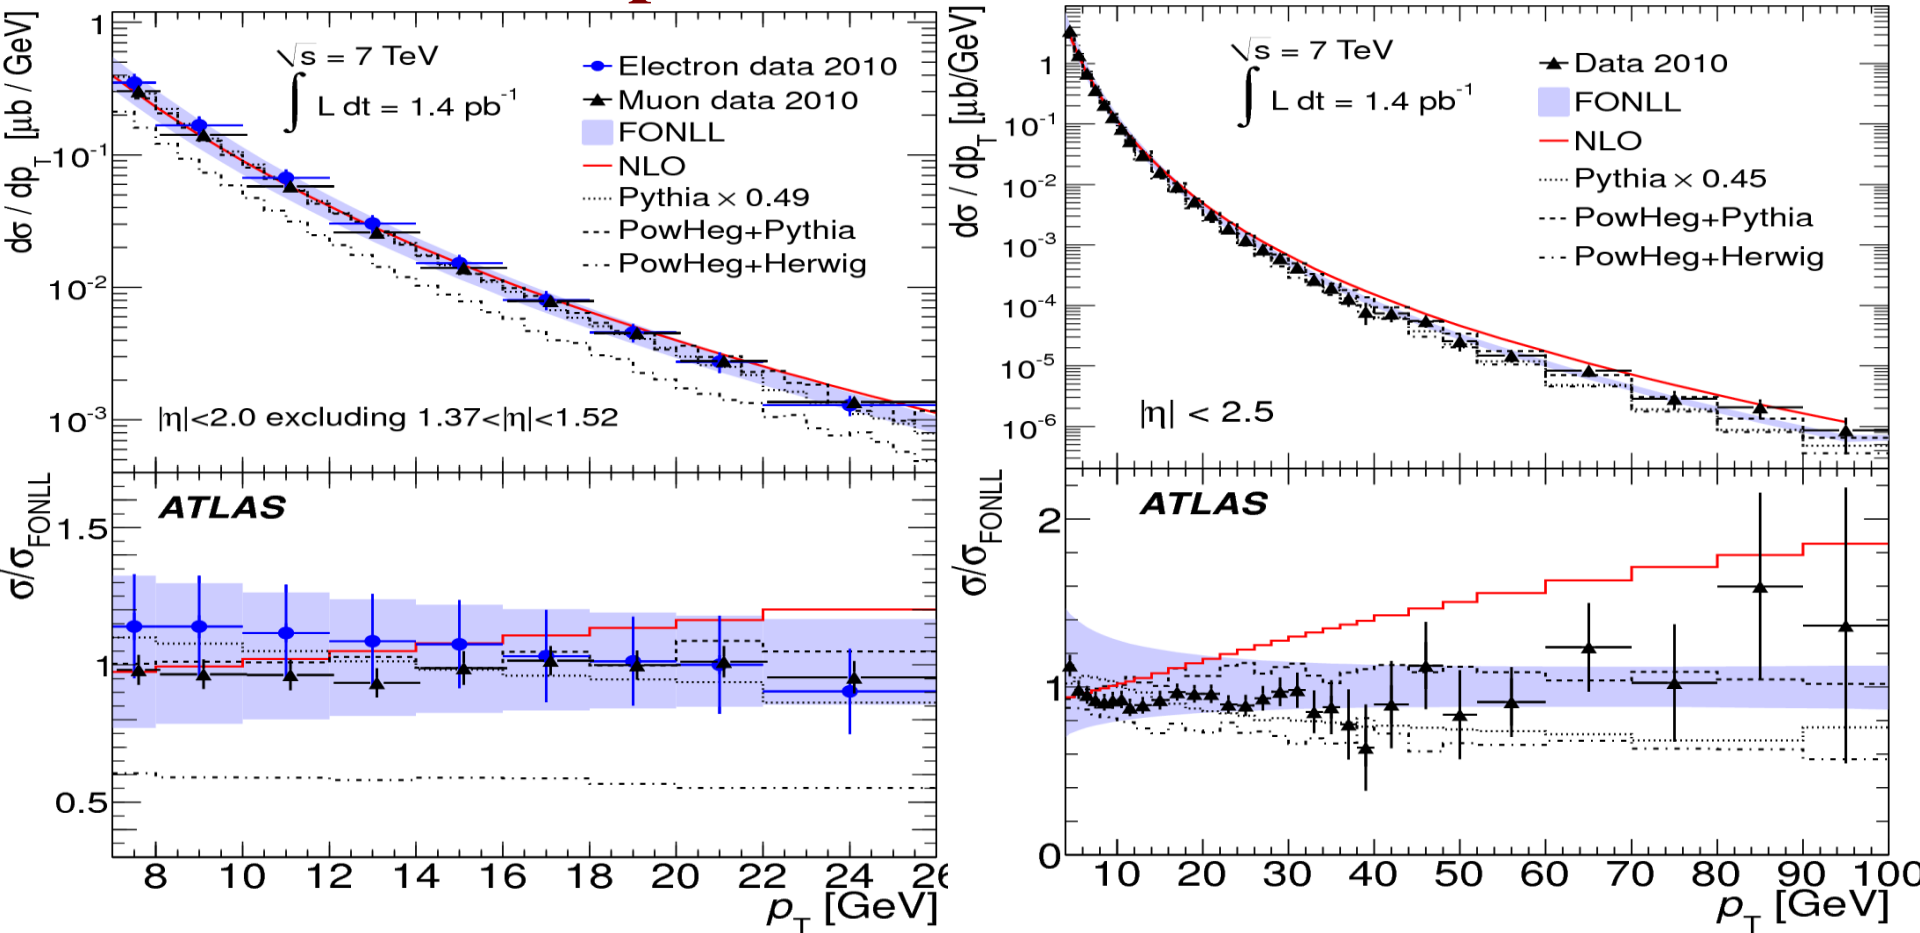 dσ / dp_T [μb / GeV]
1
10^-1
10^-2
10^-3
√s = 7 TeV
∫ L dt = 1.4 pb^-1
Electron data 2010
Muon data 2010
FONLL
NLO
Pythia × 0.49
PowHeg+Pythia
PowHeg+Herwig
|η|<2.0 excluding 1.37<|η|<1.52
σ/σ_FONLL
ATLAS
1.5
1
0.5
8 10 12 14 16 18 20 22 24 26
p_T [GeV]
dσ / dp_T [μb/GeV]
1
10^-1
10^-2
10^-3
10^-4
10^-5
10^-6
√s = 7 TeV
∫ L dt = 1.4 pb^-1
Data 2010
FONLL
NLO
Pythia × 0.45
PowHeg+Pythia
PowHeg+Herwig
|η| < 2.5
σ/σ_FONLL
ATLAS
2
1
0
10 20 30 40 50 60 70 80 90 100
p_T [GeV]